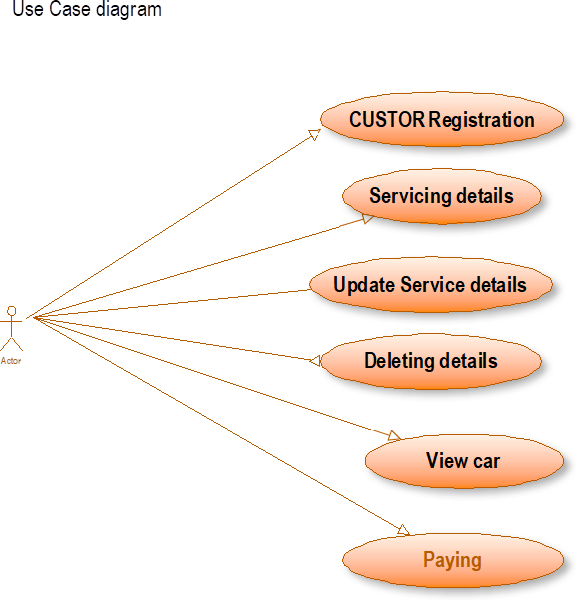 Use Case diagram
CUSTOR Registration
Servicing details
Update Service details
Actor
Deleting details
View car
Paying